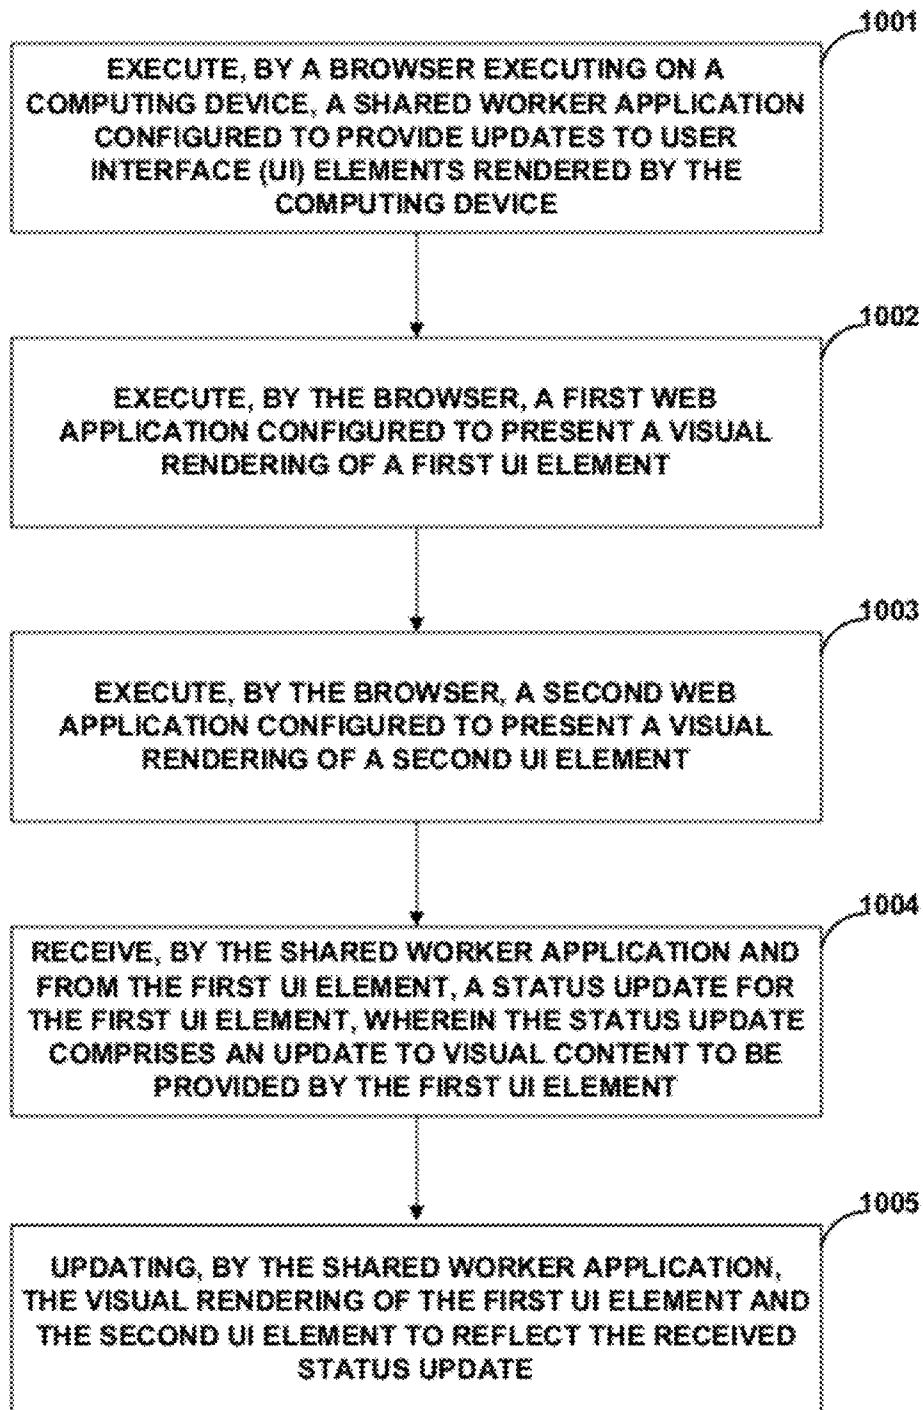 1001
EXECUTE, BY A BROWSER EXECUTING ON A
COMPUTING DEVICE, A SHARED WORKER APPLICATION
CONFIGURED TO PROVIDE UPDATES TO USER
INTERFACE (UI) ELEMENTS RENDERED BY THE
COMPUTING DEVICE
1002
EXECUTE, BY THE BROWSER, A FIRST WEB
APPLICATION CONFIGURED TO PRESENT A VISUAL
RENDERING OF A FIRST UI ELEMENT
1003
EXECUTE, BY THE BROWSER, A SECOND WEB
APPLICATION CONFIGURED TO PRESENT A VISUAL
RENDERING OF A SECOND UI ELEMENT
1004
RECEIVE, BY THE SHARED WORKER APPLICATION AND
FROM THE FIRST UI ELEMENT, A STATUS UPDATE FOR
THE FIRST UI ELEMENT, WHEREIN THE STATUS UPDATE
COMPRISES AN UPDATE TO VISUAL CONTENT TO BE
PROVIDED BY THE FIRST UI ELEMENT
1005
UPDATING, BY THE SHARED WORKER APPLICATION,
THE VISUAL RENDERING OF THE FIRST UI ELEMENT AND
THE SECOND UI ELEMENT TO REFLECT THE RECEIVED
STATUS UPDATE